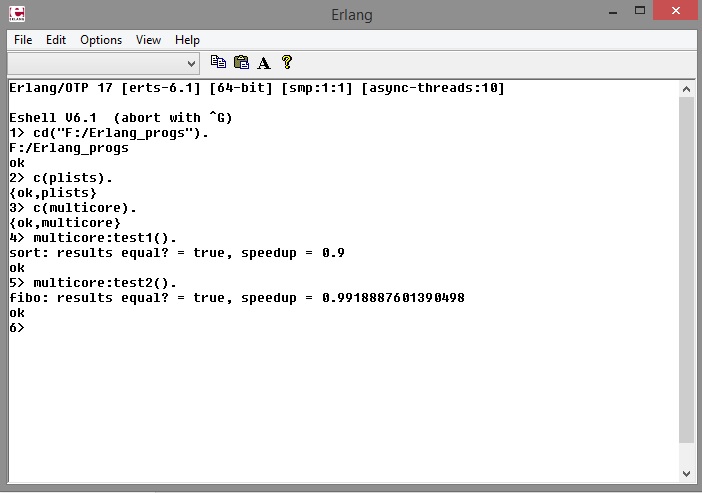 Erlang
File Edit Options View Help
Erlang/OTP 17 [erts-6.1] [64-bit] [smp:1:1] [async-threads:10]
Eshell V6.1 (abort with ^G)
1> cd("F:/Erlang_progs").
F:/Erlang_progs
ok
2> c(plists).
{ok,plists}
3> c(multicore).
{ok,multicore}
4> multicore:test1().
sort: results equal? = true, speedup = 0.9
ok
5> multicore:test2().
fibo: results equal? = true, speedup = 0.9918887601390498
ok
6>